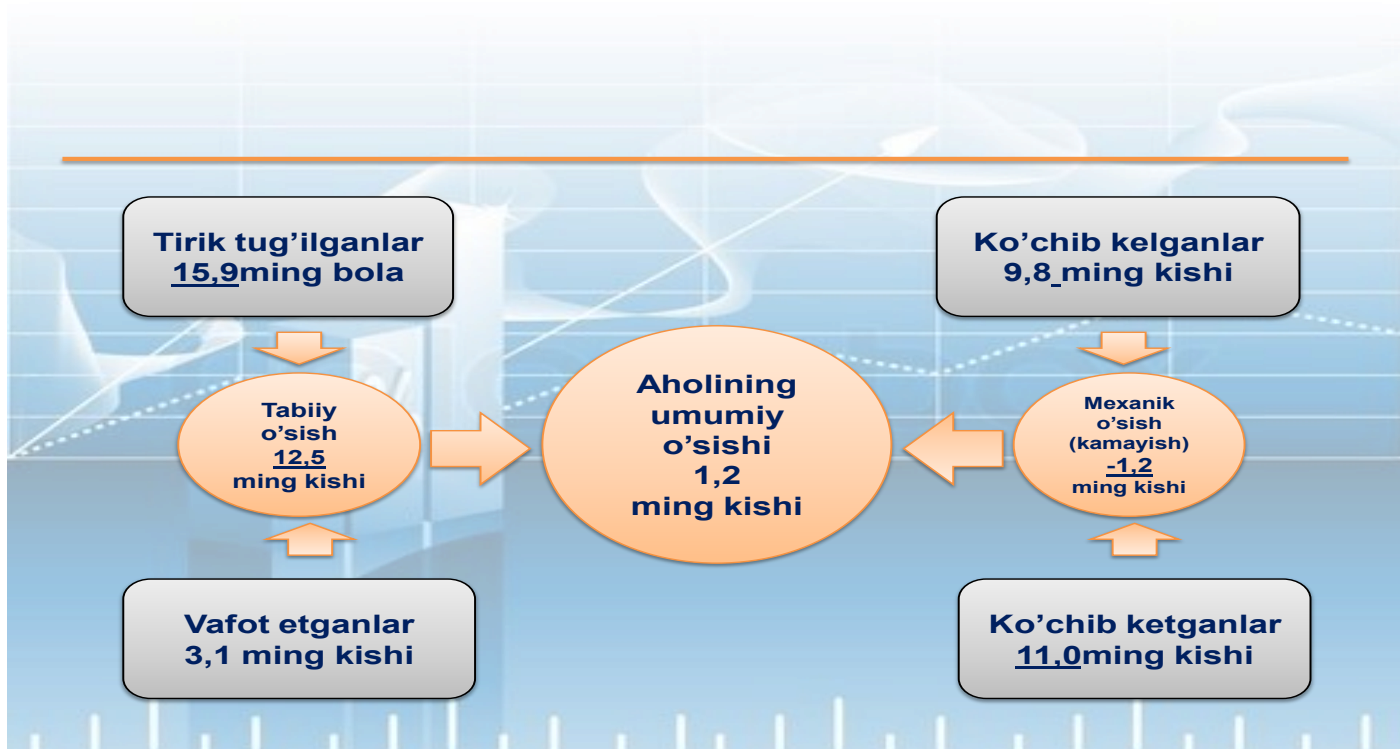 Tirik tug’ilganlar
15,9ming bola
Ko’chib kelganlar
9,8 ming kishi
Tabiiy
o’sish
12,5
ming kishi
Aholining
umumiy
o’sishi
1,2
ming kishi
Mexanik
o’sish
(kamayish)
-1,2
ming kishi
Vafot etganlar
3,1 ming kishi
Ko’chib ketganlar
11,0ming kishi